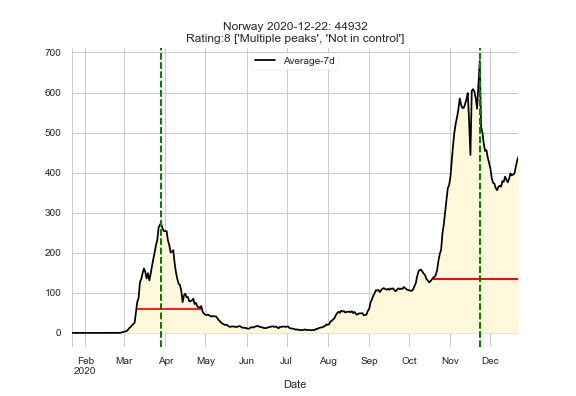 Norway 2020-12-22: 44932
Rating:8 ['Multiple peaks', 'Not in control']
Average-7d
700
600
500
400
300
200
100
0
Feb Mar Apr May Jun Jul Aug Sep Oct Nov Dec
2020
Date